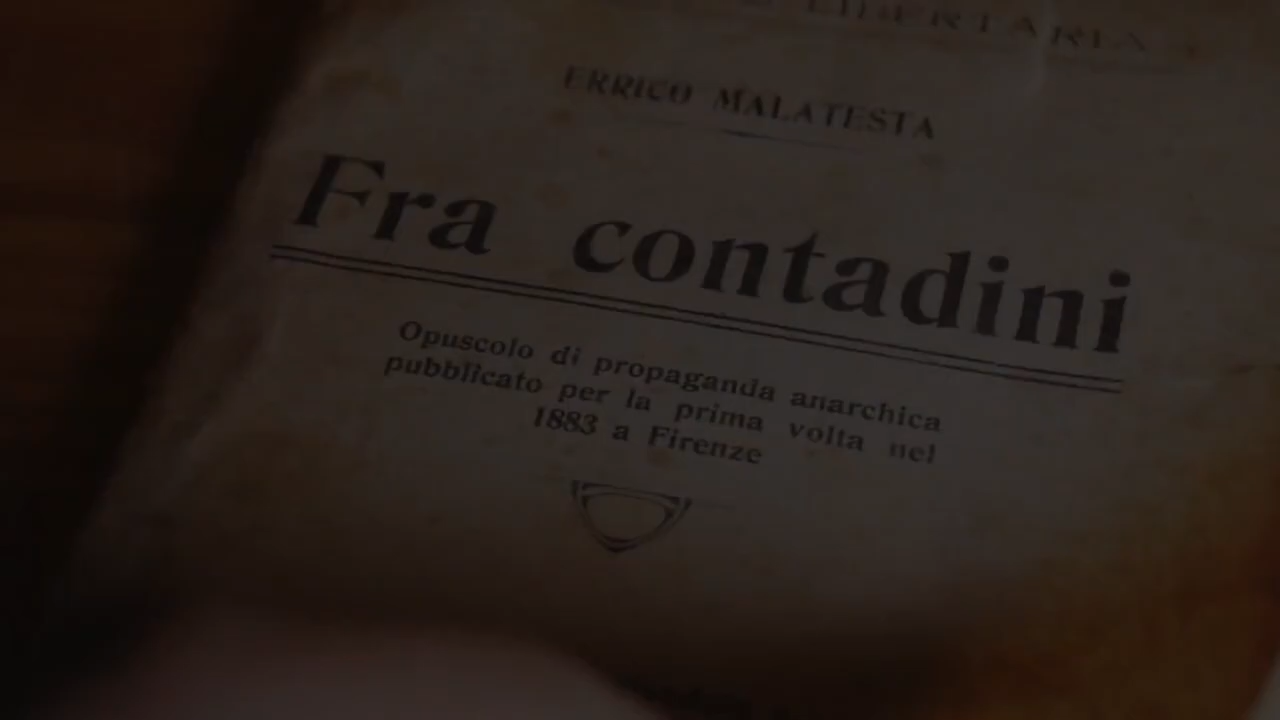 LIBERTARIA
ERRICO MALATESTA
Fra contadini
Opuscolo di propaganda anarchica
pubblicato per la prima volta nel
1883 a Firenze